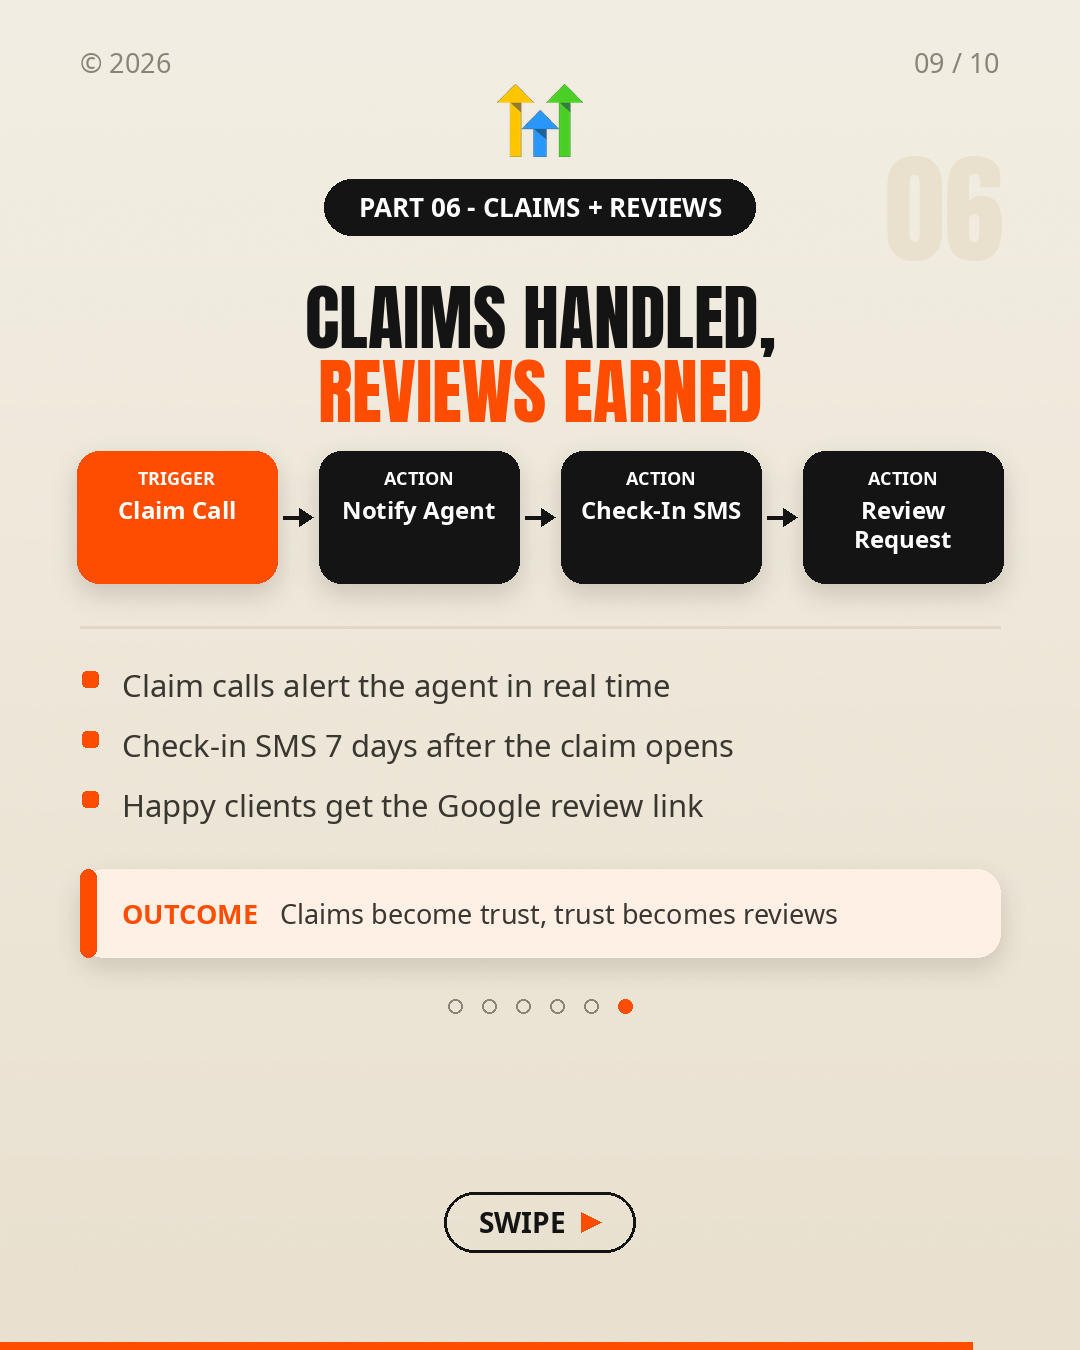 © 2026
09 / 10
PART 06 - CLAIMS + REVIEWS
06
CLAIMS HANDLED,
REVIEWS EARNED
TRIGGER
Claim Call
ACTION
Notify Agent
ACTION
Check-In SMS
ACTION
Review
Request
Claim calls alert the agent in real time
Check-in SMS 7 days after the claim opens
Happy clients get the Google review link
OUTCOME Claims become trust, trust becomes reviews
SWIPE